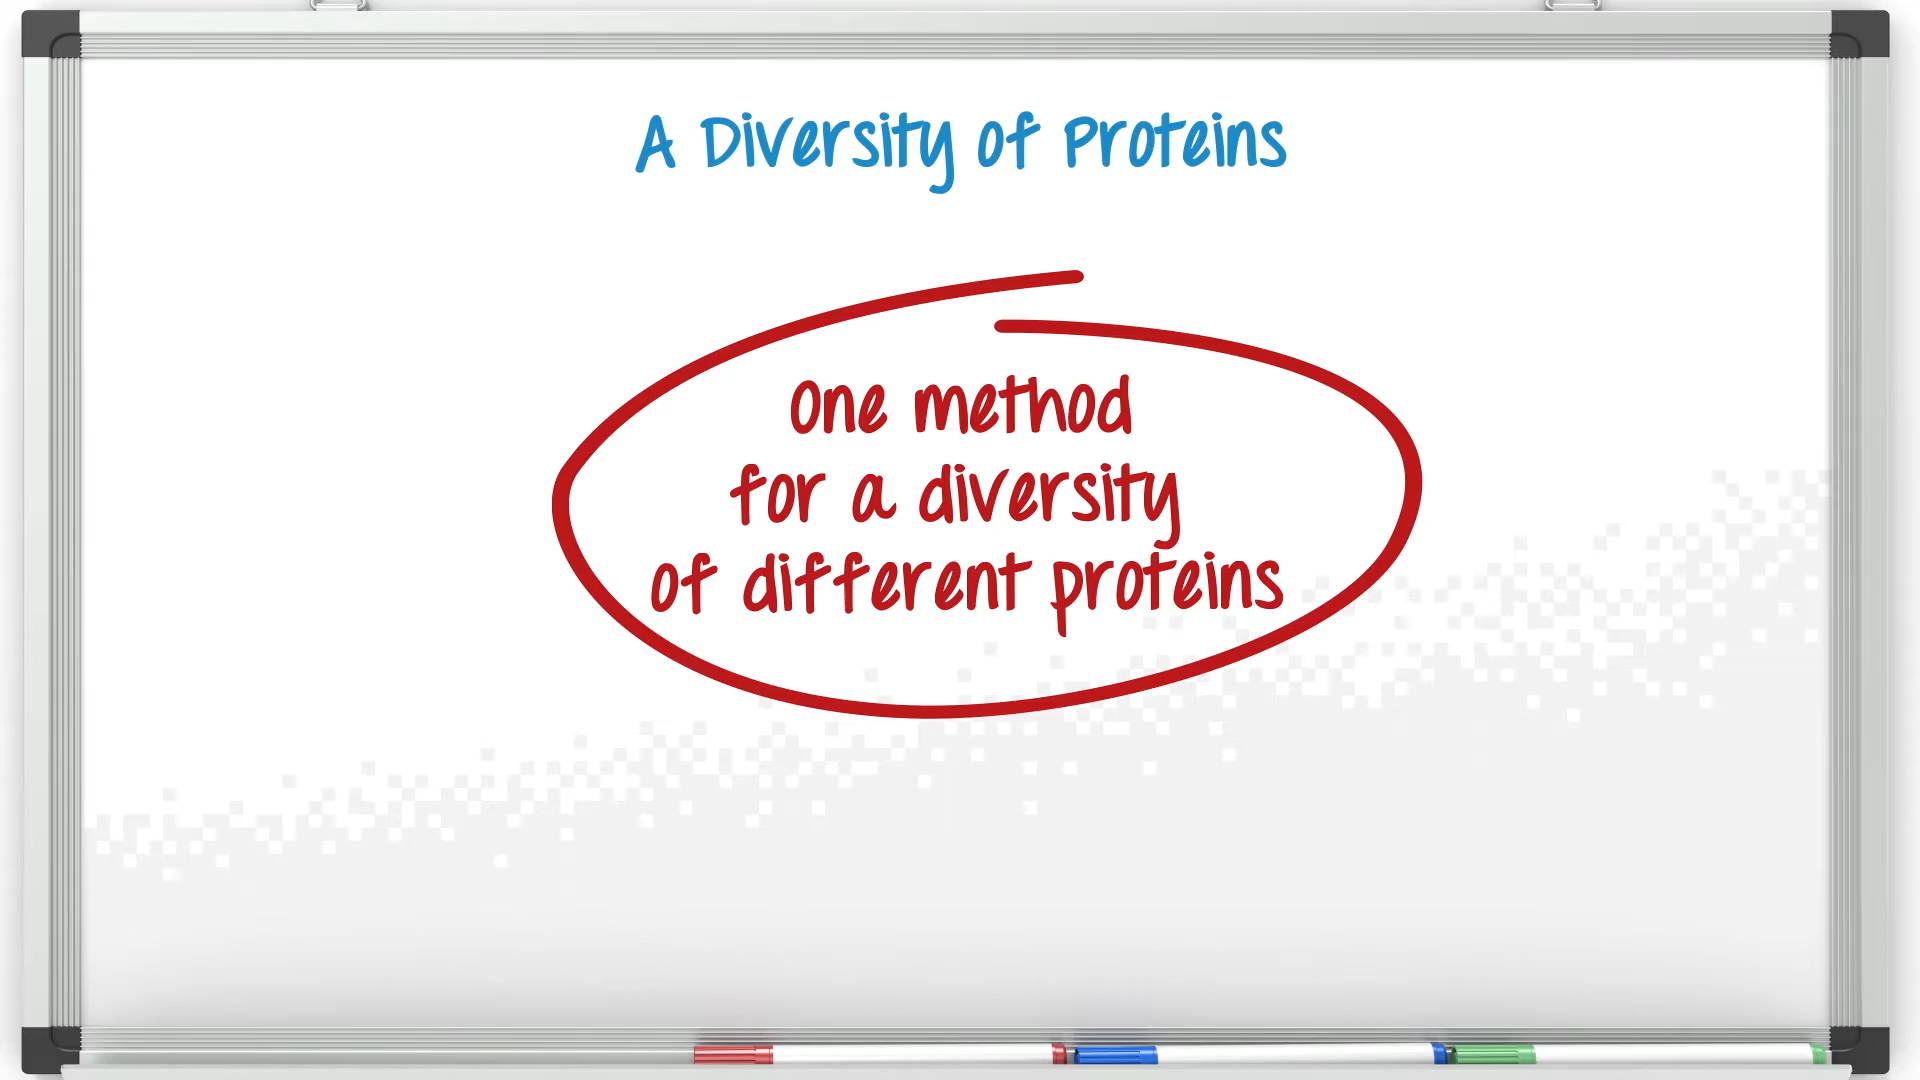 A Diversity of Proteins
One method
for a diversity
of different proteins